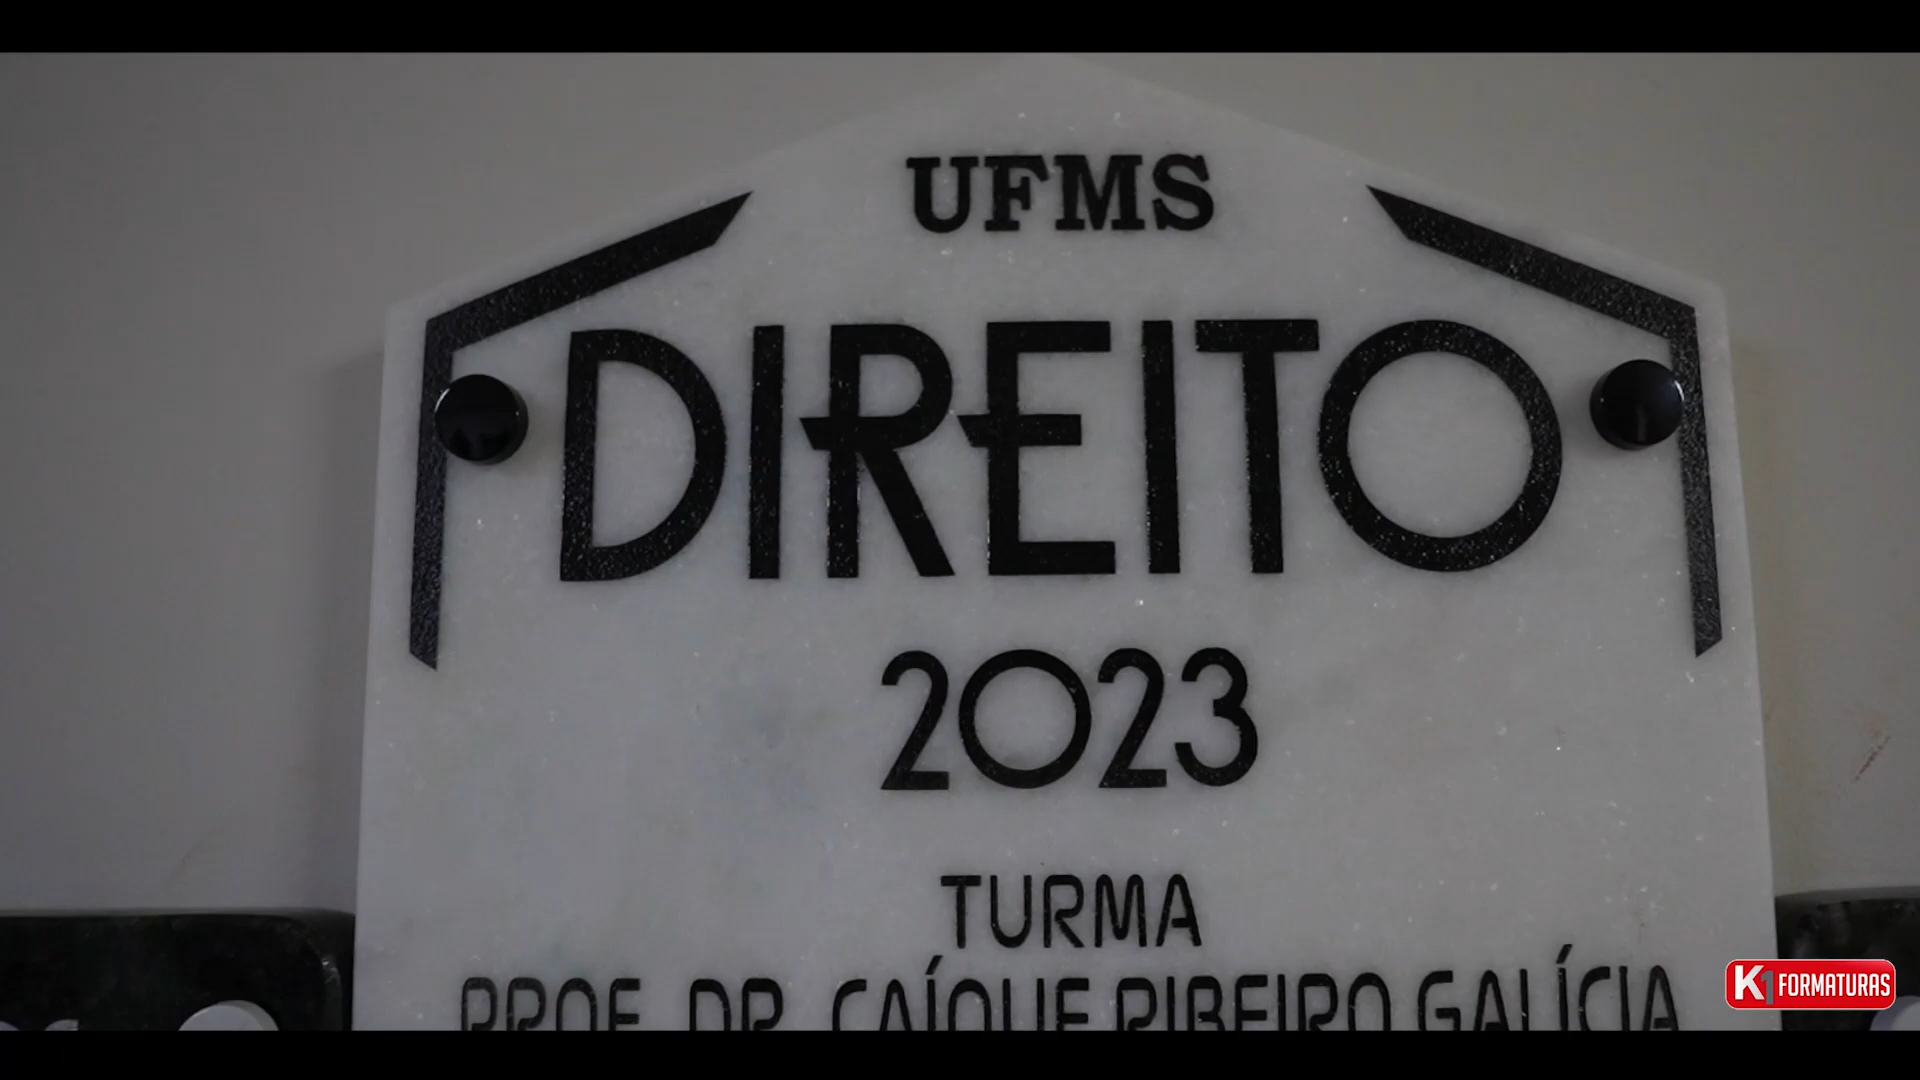 UFMS
DIREITO
2023
TURMA
PROF. DR. CAÍQUE RIBEIRO GALÍCIA
K1 FORMATURAS